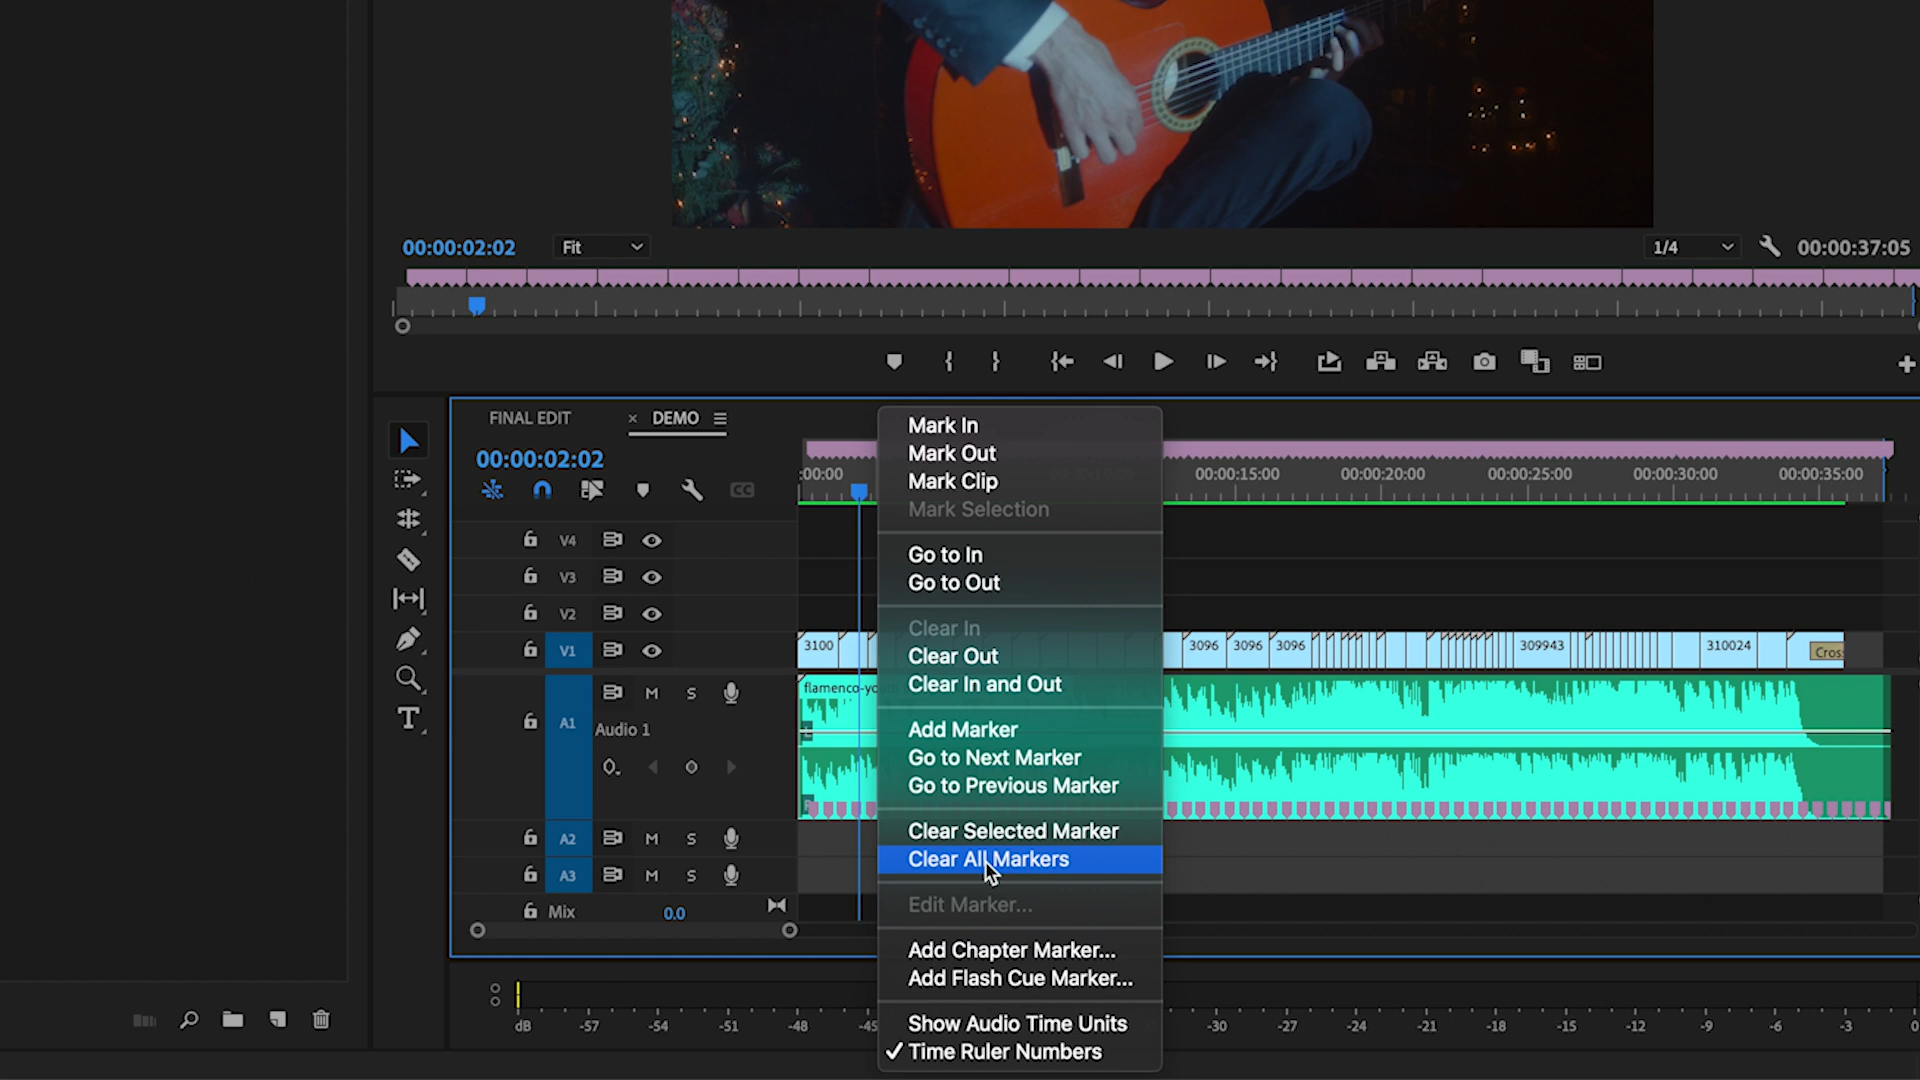 00:00:02:02 Fit 1/4 00:00:37:05
FINAL EDIT × DEMO
00:00:02:02
:00:00 00:00:15:00 00:00:20:00 00:00:25:00 00:00:30:00 00:00:35:00
CC
Mark In
Mark Out
Mark Clip
Mark Selection
Go to In
Go to Out
Clear In
Clear Out
Clear In and Out
Add Marker
Go to Next Marker
Go to Previous Marker
Clear Selected Marker
Clear All Markers
Edit Marker...
Add Chapter Marker...
Add Flash Cue Marker...
Show Audio Time Units
✓ Time Ruler Numbers
V4
V3
V2
V1
3100 3096 3096 3096 309943 310024 Cros
M S
flamenco-yo
A1 Audio 1
A2 M S
A3 M S
Mix 0.0
dB -57 -54 -51 -48 -45 -30 -27 -24 -21 -18 -15 -12 -9 -6 -3 0